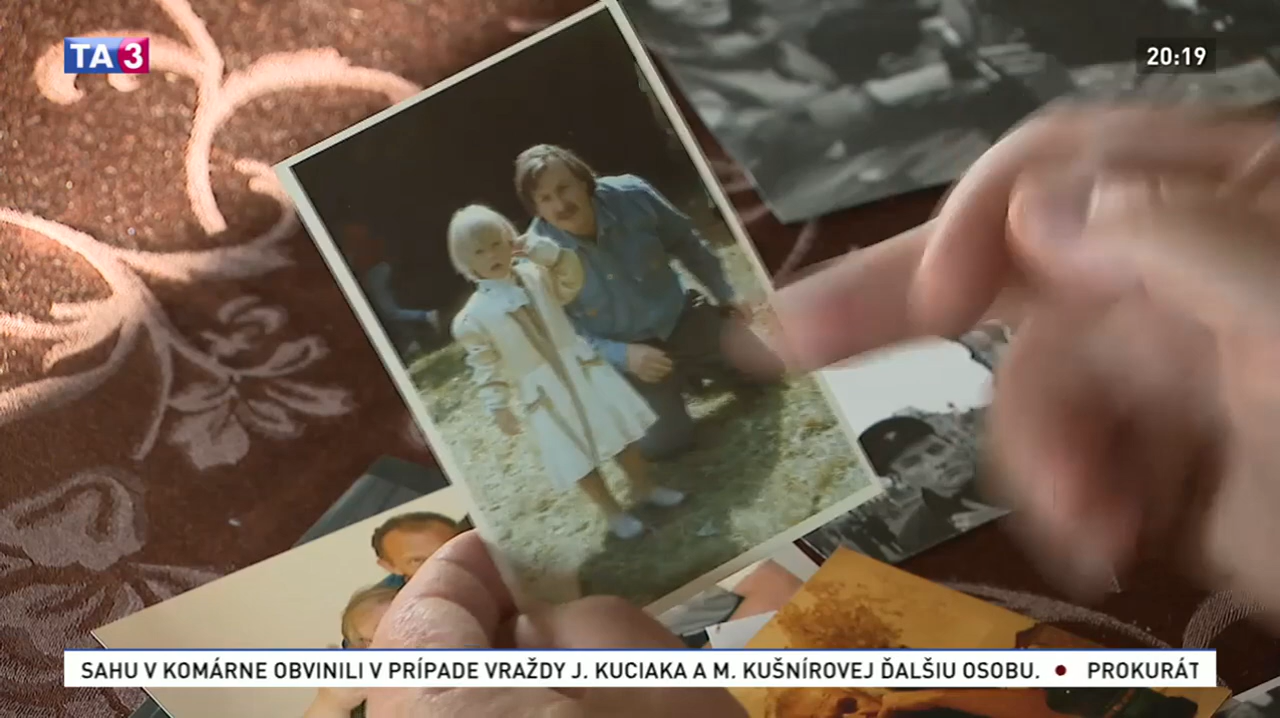 TA3
20:19
SAHU V KOMÁRNE OBVINILI V PRÍPADE VRAŽDY J. KUCIAKA A M. KUŠNÍROVEJ ĎALŠIU OSOBU. • PROKURÁT